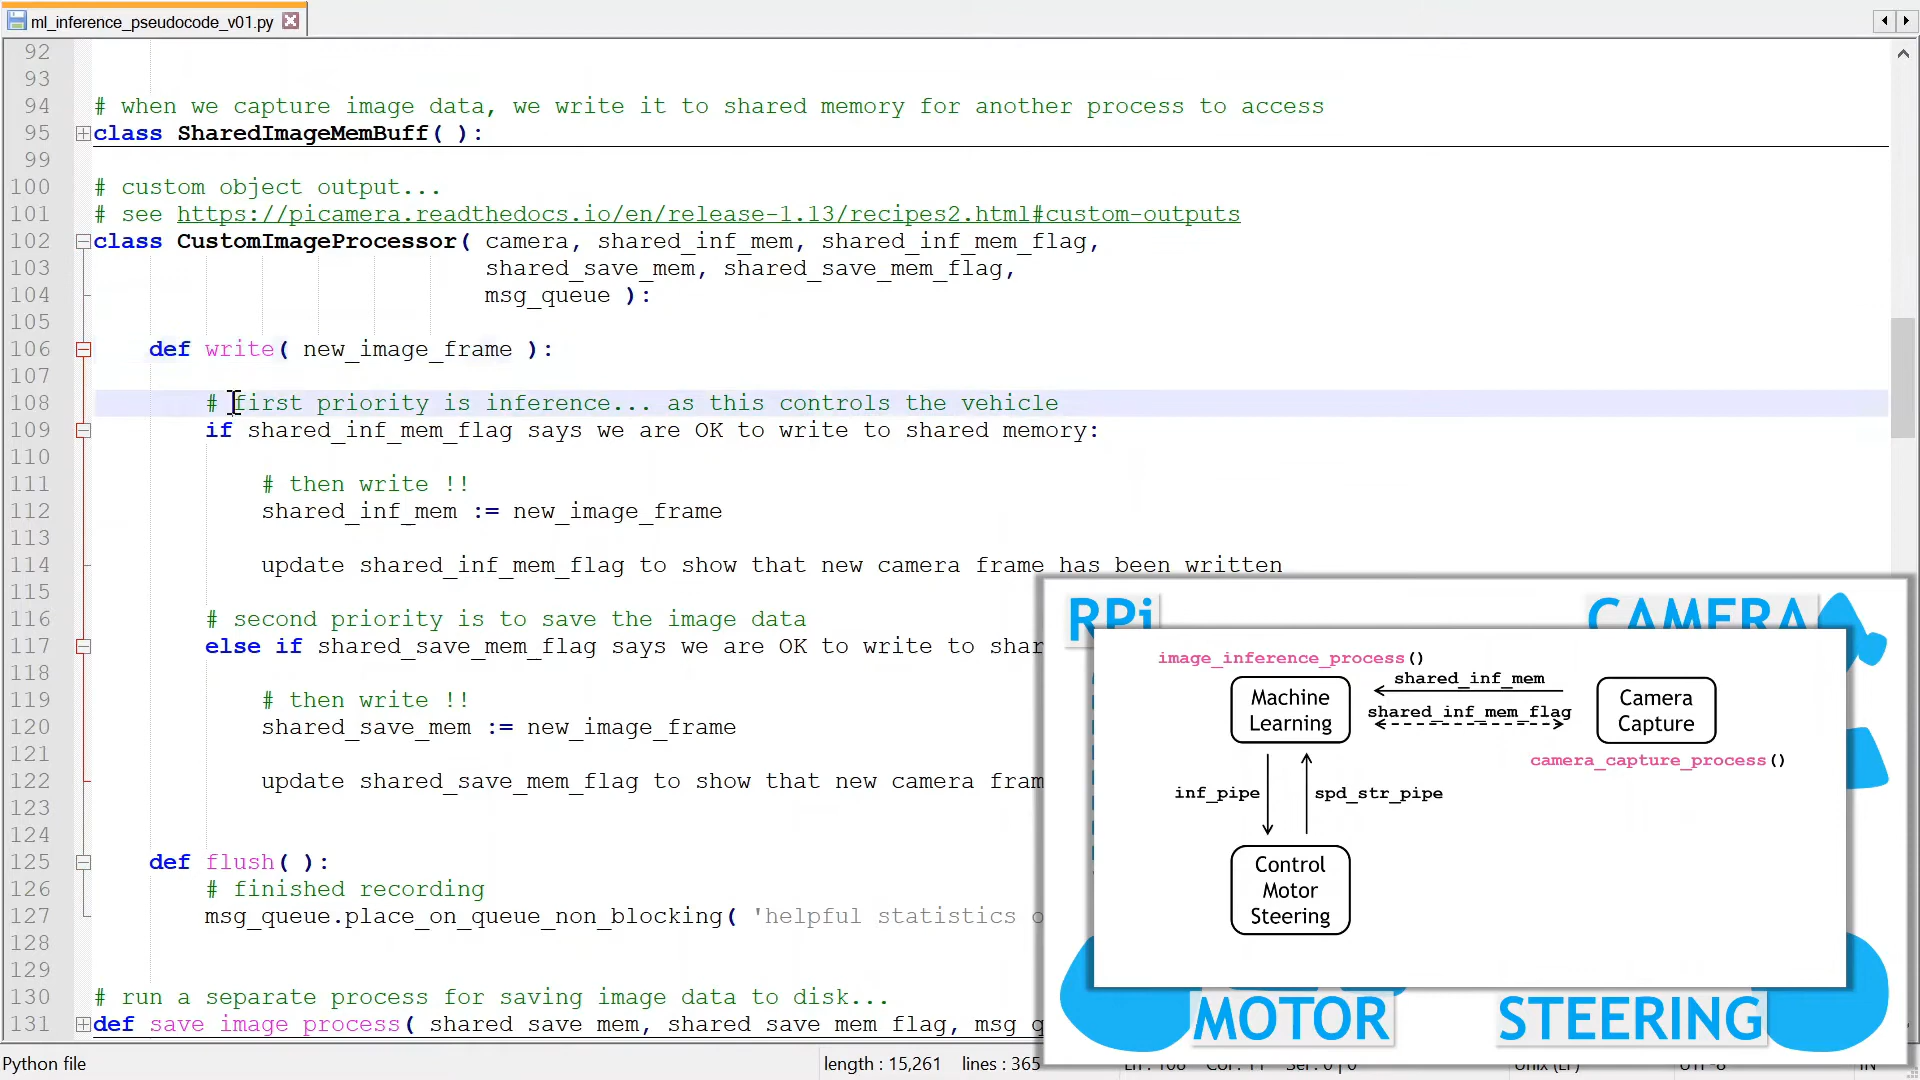 ml_inference_pseudocode_v01.py
92
93
94 # when we capture image data, we write it to shared memory for another process to access
95 class SharedImageMemBuff( ):
99
100 # custom object output...
101 # see https://picamera.readthedocs.io/en/release-1.13/recipes2.html#custom-outputs
102 class CustomImageProcessor( camera, shared_inf_mem, shared_inf_mem_flag,
103 shared_save_mem, shared_save_mem_flag,
104 msg_queue ):
105
106 def write( new_image_frame ):
107
108 # first priority is inference... as this controls the vehicle
109 if shared_inf_mem_flag says we are OK to write to shared memory:
110
111 # then write !!
112 shared_inf_mem := new_image_frame
113
114 update shared_inf_mem_flag to show that new camera frame has been written
115
116 # second priority is to save the image data
117 else if shared_save_mem_flag says we are OK to write to shar
118
119 # then write !!
120 shared_save_mem := new_image_frame
121
122 update shared_save_mem_flag to show that new camera fram
123
124
125 def flush( ):
126 # finished recording
127 msg_queue.place_on_queue_non_blocking( 'helpful statistics o
128
129
130 # run a separate process for saving image data to disk...
131 def save_image_process( shared_save_mem, shared_save_mem_flag, msg_q
RPi
CAMERA
image_inference_process()
shared_inf_mem
Machine
Learning
Camera
Capture
shared_inf_mem_flag
camera_capture_process()
inf_pipe
spd_str_pipe
Control
Motor
Steering
MOTOR
STEERING
Python file
length : 15,261 lines : 365